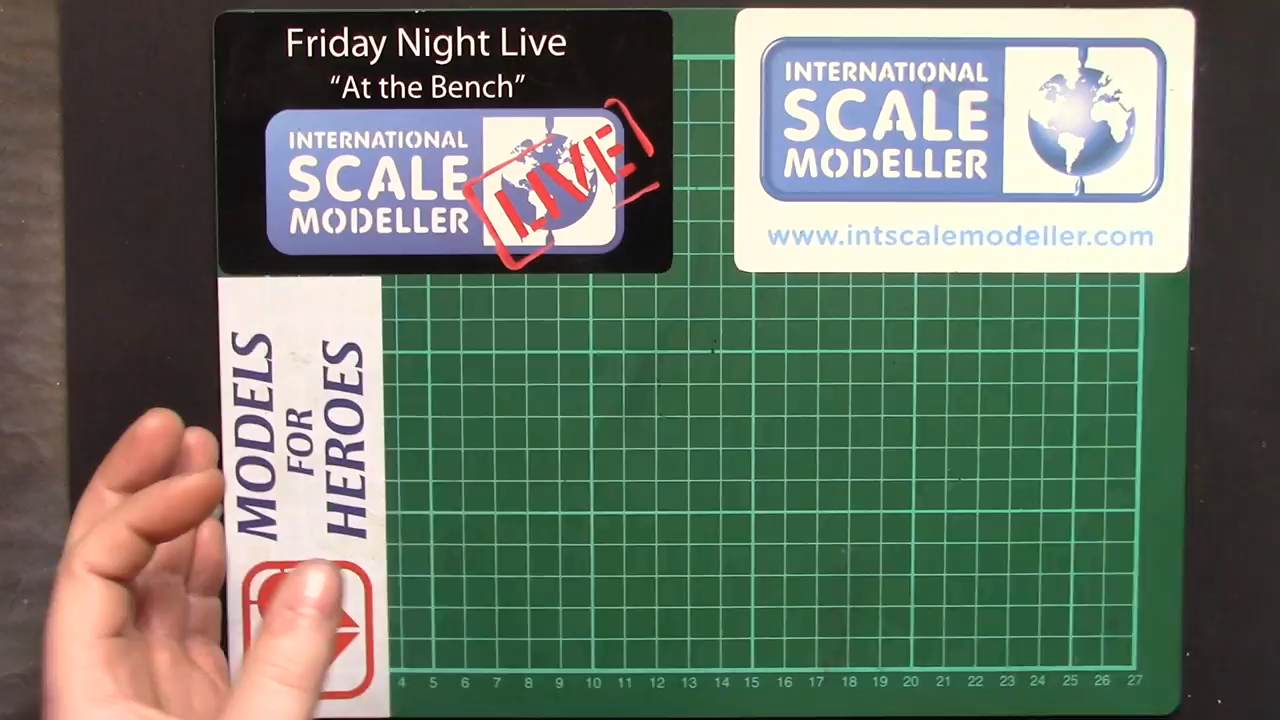 Friday Night Live
“At the Bench”
INTERNATIONAL
SCALE
MODELLER
LIVE!
INTERNATIONAL
SCALE
MODELLER
www.intscalemodeller.com
MODELS
FOR
HEROES
4 5 6 7 8 9 10 11 12 13 14 15 16 17 18 19 20 21 22 23 24 25 26 27